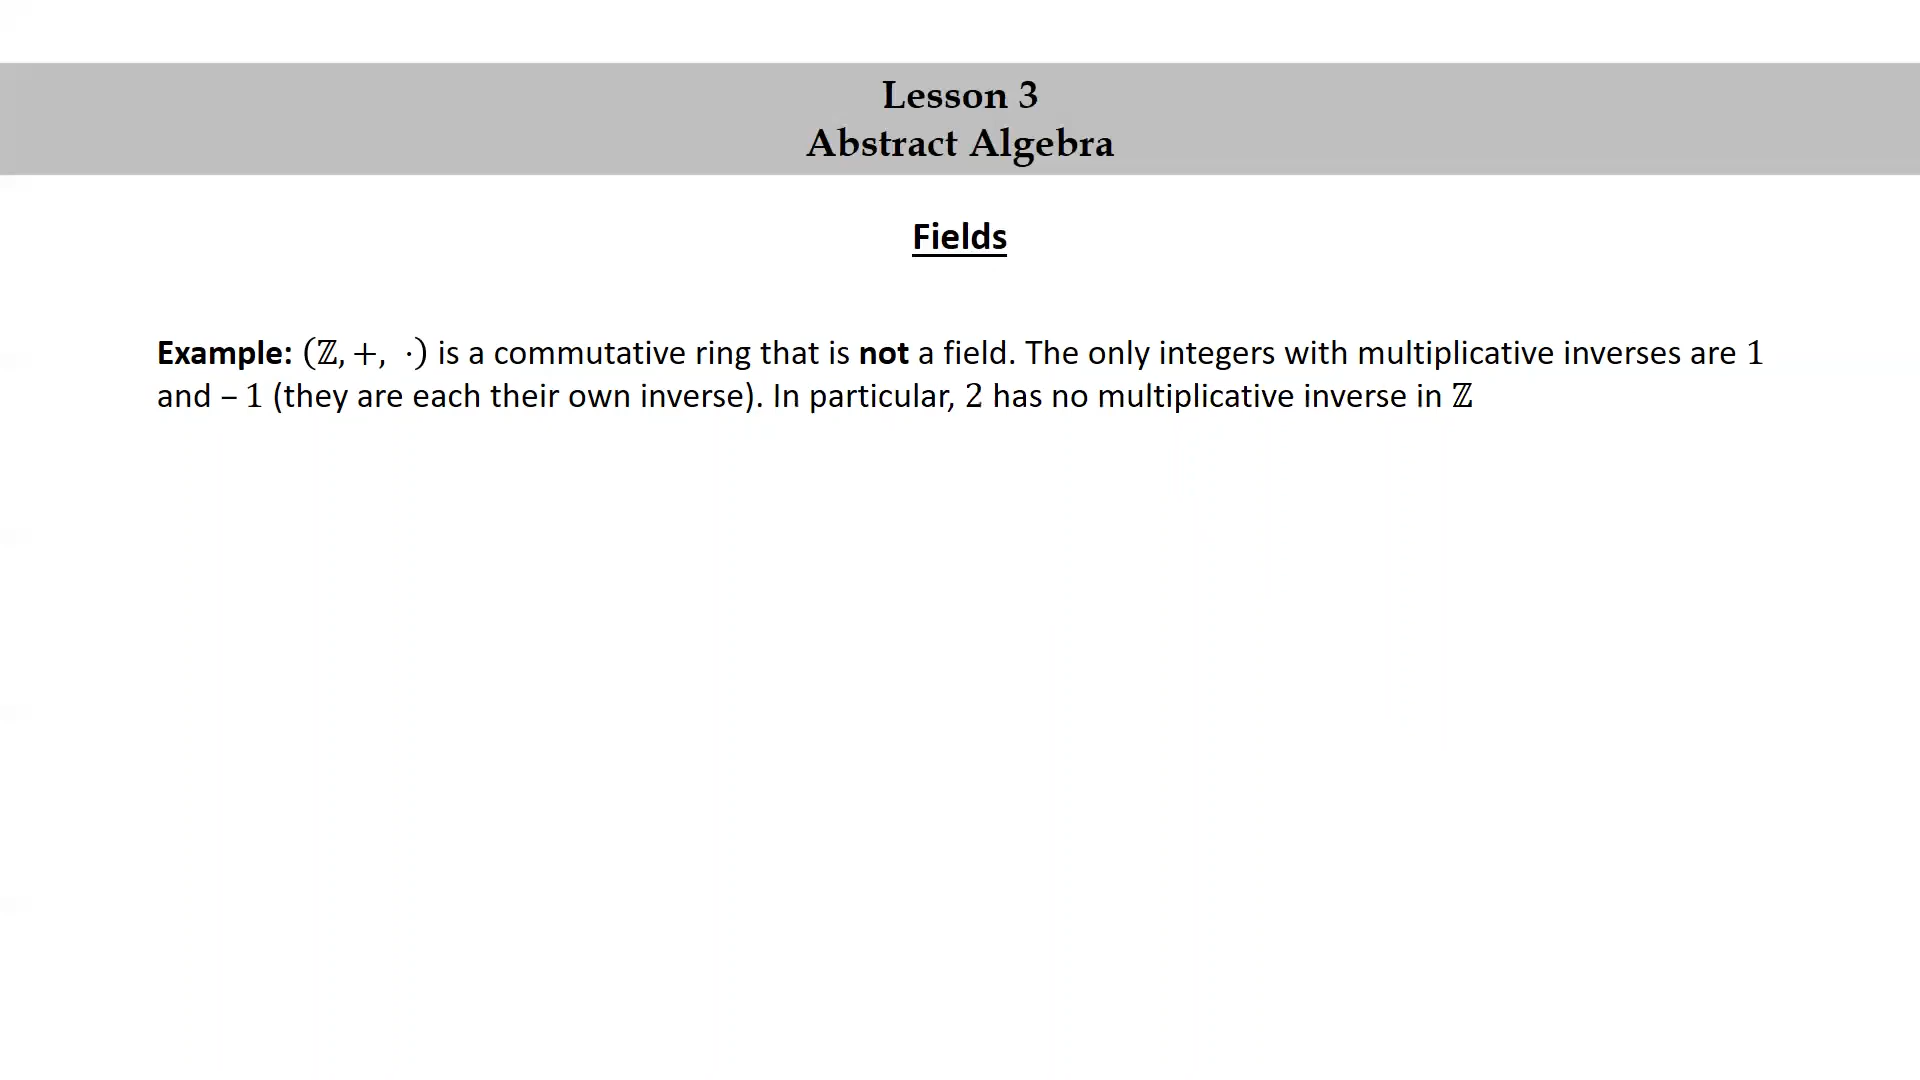 Lesson 3
Abstract Algebra
Fields
Example: (ℤ, +, ·) is a commutative ring that is not a field. The only integers with multiplicative inverses are 1
and – 1 (they are each their own inverse). In particular, 2 has no multiplicative inverse in ℤ